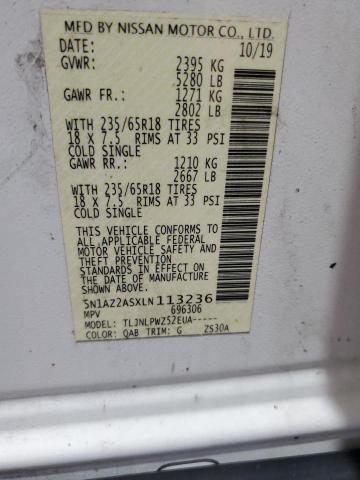 MFD BY NISSAN MOTOR CO., LTD.
DATE: 10/19
GVWR: 2395 KG
5280 LB
GAWR FR.: 1271 KG
2802 LB
WITH 235/65R18 TIRES
18 X 7.5 RIMS AT 33 PSI
COLD SINGLE
GAWR RR.: 1210 KG
2667 LB
WITH 235/65R18 TIRES
18 X 7.5 RIMS AT 33 PSI
COLD SINGLE
THIS VEHICLE CONFORMS TO
ALL APPLICABLE FEDERAL
MOTOR VEHICLE SAFETY AND
THEFT PREVENTION
STANDARDS IN EFFECT ON
THE DATE OF MANUFACTURE
SHOWN ABOVE.
5N1AZ2ASXLN113236
MPV 696306
MODEL: TLJNLPWZ52EUA-----
COLOR: QAB TRIM: G ZS30A